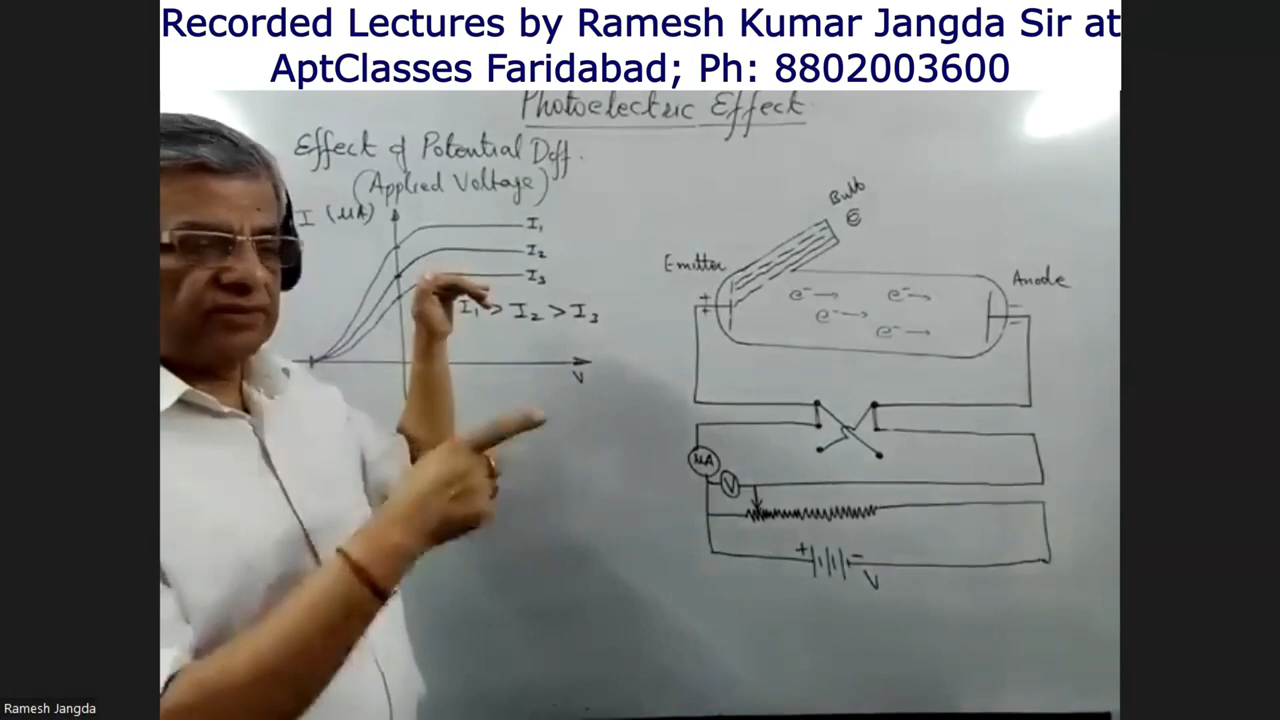 Recorded Lectures by Ramesh Kumar Jangda Sir at
AptClasses Faridabad; Ph: 8802003600
Photoelectric Effect
Effect of Potential Diff.
(Applied Voltage)
I (μA)
I₁
I₂
I₃
I₁ > I₂ > I₃
V
Bulb
Emitter
Anode
+ −
e⁻ → e⁻ →
e⁻ →
e⁻ →
μA
V
+ −
V
Ramesh Jangda